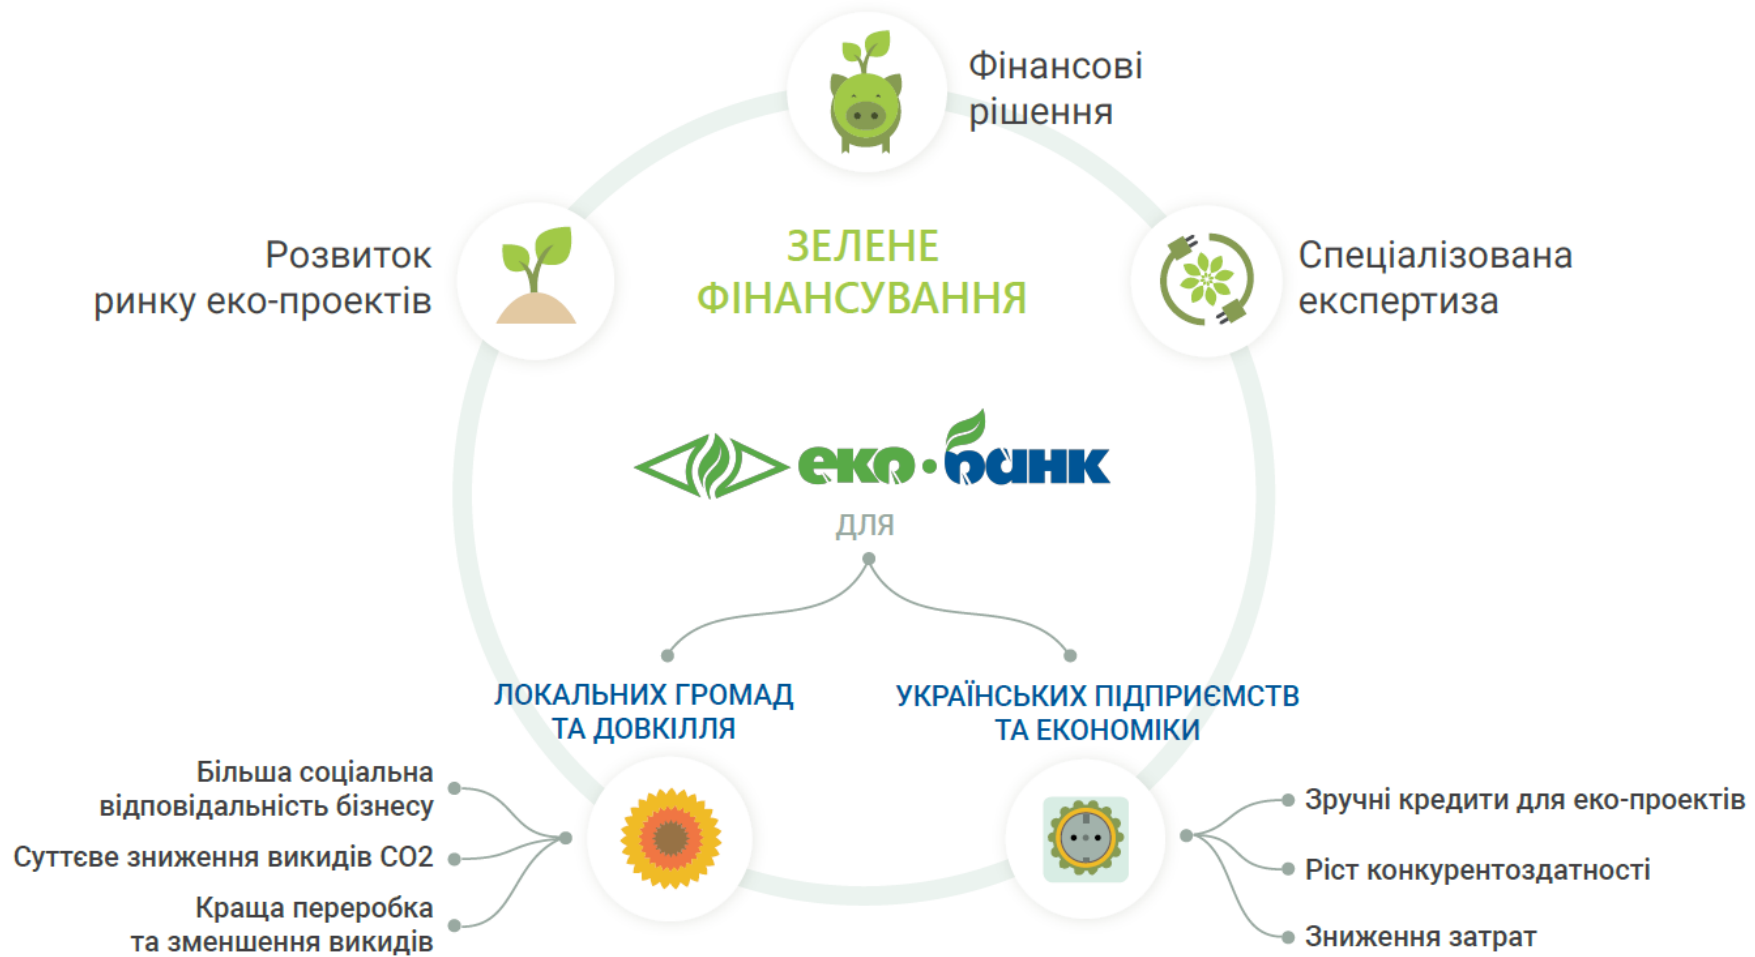 Фінансові
рішення
Розвиток
ринку еко-проектів
ЗЕЛЕНЕ
ФІНАНСУВАННЯ
Спеціалізована
експертиза
еко·банк
ДЛЯ
ЛОКАЛЬНИХ ГРОМАД
ТА ДОВКІЛЛЯ
УКРАЇНСЬКИХ ПІДПРИЄМСТВ
ТА ЕКОНОМІКИ
Більша соціальна
відповідальність бізнесу
Суттєве зниження викидів СО2
Краща переробка
та зменшення викидів
Зручні кредити для еко-проектів
Ріст конкурентоздатності
Зниження затрат